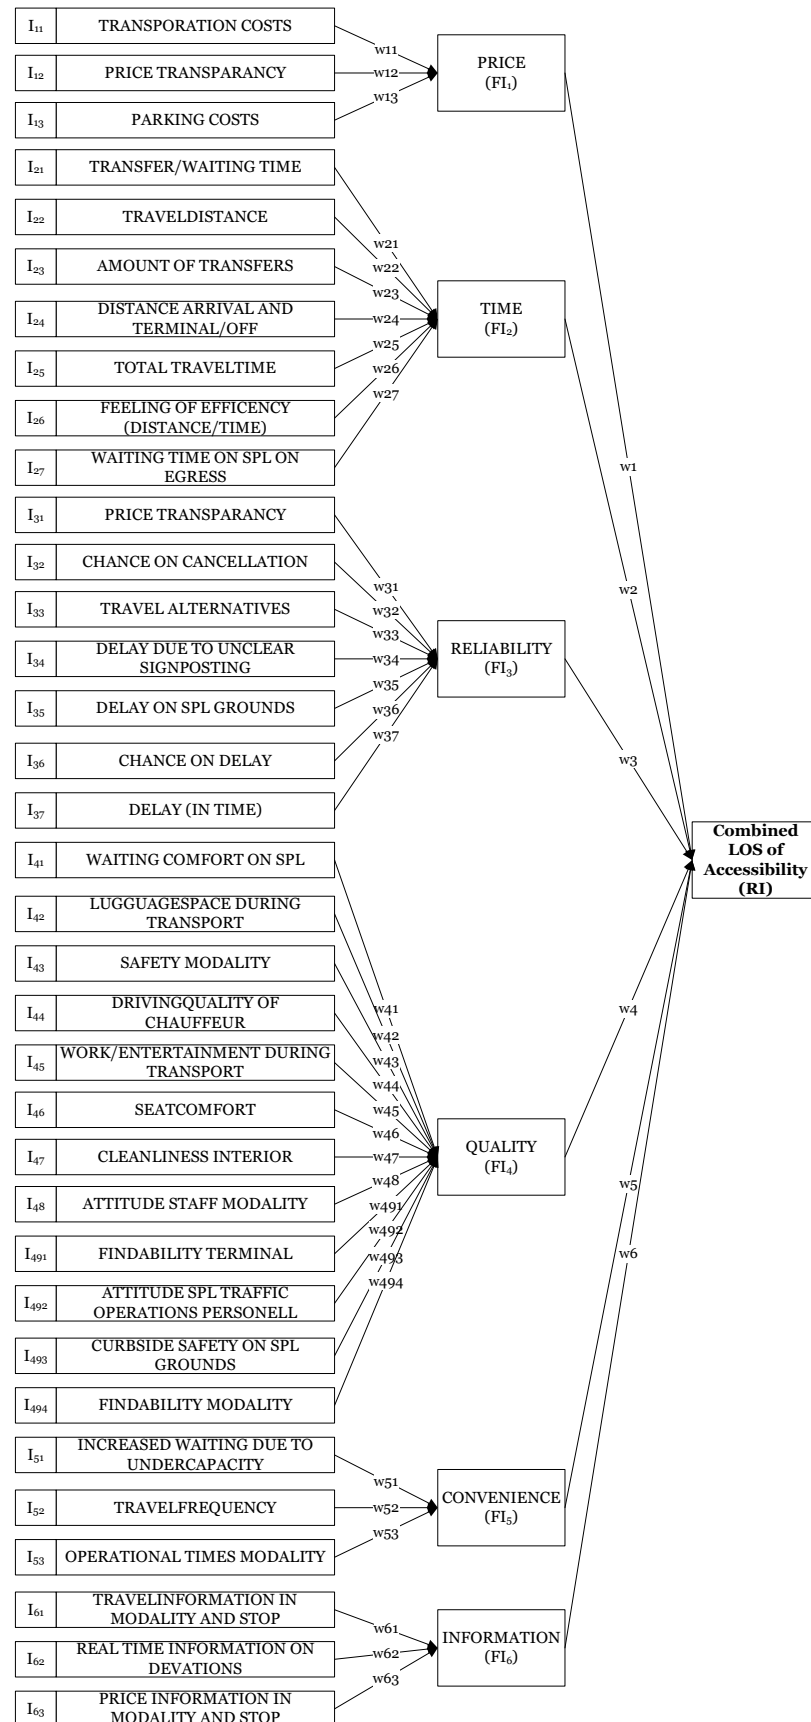 I11 TRANSPORATION COSTS
w11
I12 PRICE TRANSPARANCY
w12
I13 PARKING COSTS
w13
PRICE
(FI1)
I21 TRANSFER/WAITING TIME
w21
I22 TRAVELDISTANCE
w22
I23 AMOUNT OF TRANSFERS
w23
I24 DISTANCE ARRIVAL AND
TERMINAL/OFF
w24
I25 TOTAL TRAVELTIME
w25
I26 FEELING OF EFFICENCY
(DISTANCE/TIME)
w26
I27 WAITING TIME ON SPL ON
EGRESS
w27
TIME
(FI2)
I31 PRICE TRANSPARANCY
w31
I32 CHANCE ON CANCELLATION
w32
I33 TRAVEL ALTERNATIVES
w33
I34 DELAY DUE TO UNCLEAR
SIGNPOSTING
w34
I35 DELAY ON SPL GROUNDS
w35
I36 CHANCE ON DELAY
w36
I37 DELAY (IN TIME)
w37
RELIABILITY
(FI3)
I41 WAITING COMFORT ON SPL
w41
I42 LUGGUAGESPACE DURING
TRANSPORT
w42
I43 SAFETY MODALITY
w43
I44 DRIVINGQUALITY OF
CHAUFFEUR
w44
I45 WORK/ENTERTAINMENT DURING
TRANSPORT
w45
I46 SEATCOMFORT
w46
I47 CLEANLINESS INTERIOR
w47
I48 ATTITUDE STAFF MODALITY
w48
I491 FINDABILITY TERMINAL
w491
I492 ATTITUDE SPL TRAFFIC
OPERATIONS PERSONELL
w492
I493 CURBSIDE SAFETY ON SPL
GROUNDS
w493
I494 FINDABILITY MODALITY
w494
QUALITY
(FI4)
I51 INCREASED WAITING DUE TO
UNDERCAPACITY
w51
I52 TRAVELFREQUENCY
w52
I53 OPERATIONAL TIMES MODALITY
w53
CONVENIENCE
(FI5)
I61 TRAVELINFORMATION IN
MODALITY AND STOP
w61
I62 REAL TIME INFORMATION ON
DEVATIONS
w62
I63 PRICE INFORMATION IN
MODALITY AND STOP
w63
INFORMATION
(FI6)
w1
w2
w3
w4
w5
w6
Combined
LOS of
Accessibility
(RI)